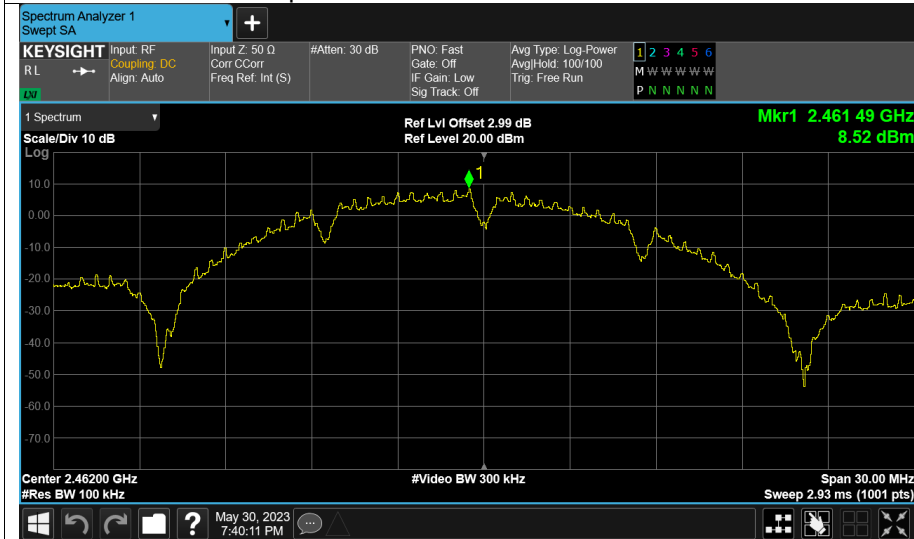 Spectrum Analyzer 1
Swept SA
KEYSIGHT
R L
LXI
Input: RF
Coupling: DC
Align: Auto
Input Z: 50 Ω
Corr CCorr
Freq Ref: Int (S)
#Atten: 30 dB
PNO: Fast
Gate: Off
IF Gain: Low
Sig Track: Off
Avg Type: Log-Power
Avg|Hold: 100/100
Trig: Free Run
1 2 3 4 5 6
M W W W W W
P N N N N N
1 Spectrum
Scale/Div 10 dB
Ref Lvl Offset 2.99 dB
Ref Level 20.00 dBm
Mkr1 2.461 49 GHz
8.52 dBm
Log
1
10.0
0.00
-10.0
-20.0
-30.0
-40.0
-50.0
-60.0
-70.0
Center 2.46200 GHz
#Res BW 100 kHz
#Video BW 300 kHz
Span 30.00 MHz
Sweep 2.93 ms (1001 pts)
?
May 30, 2023
7:40:11 PM